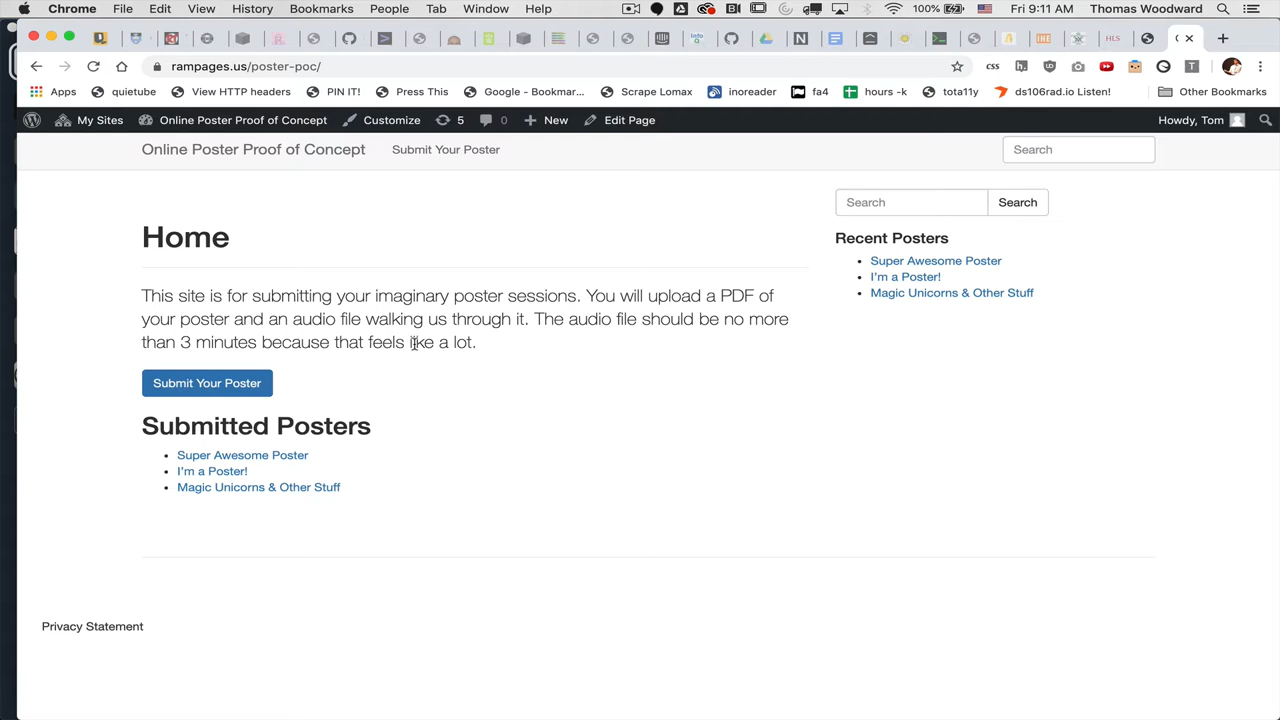 Chrome File Edit View History Bookmarks People Tab Window Help 100% Fri 9:11 AM Thomas Woodward
rampages.us/poster-poc/
Apps quietube View HTTP headers PIN IT! Press This Google - Bookmar... Scrape Lomax inoreader fa4 hours -k tota11y ds106rad.io Listen! Other Bookmarks
My Sites Online Poster Proof of Concept Customize 5 0 New Edit Page Howdy, Tom
Online Poster Proof of Concept Submit Your Poster Search
Search Search
Home
Recent Posters
Super Awesome Poster
I'm a Poster!
Magic Unicorns & Other Stuff
This site is for submitting your imaginary poster sessions. You will upload a PDF of
your poster and an audio file walking us through it. The audio file should be no more
than 3 minutes because that feels like a lot.
Submit Your Poster
Submitted Posters
Super Awesome Poster
I'm a Poster!
Magic Unicorns & Other Stuff
Privacy Statement